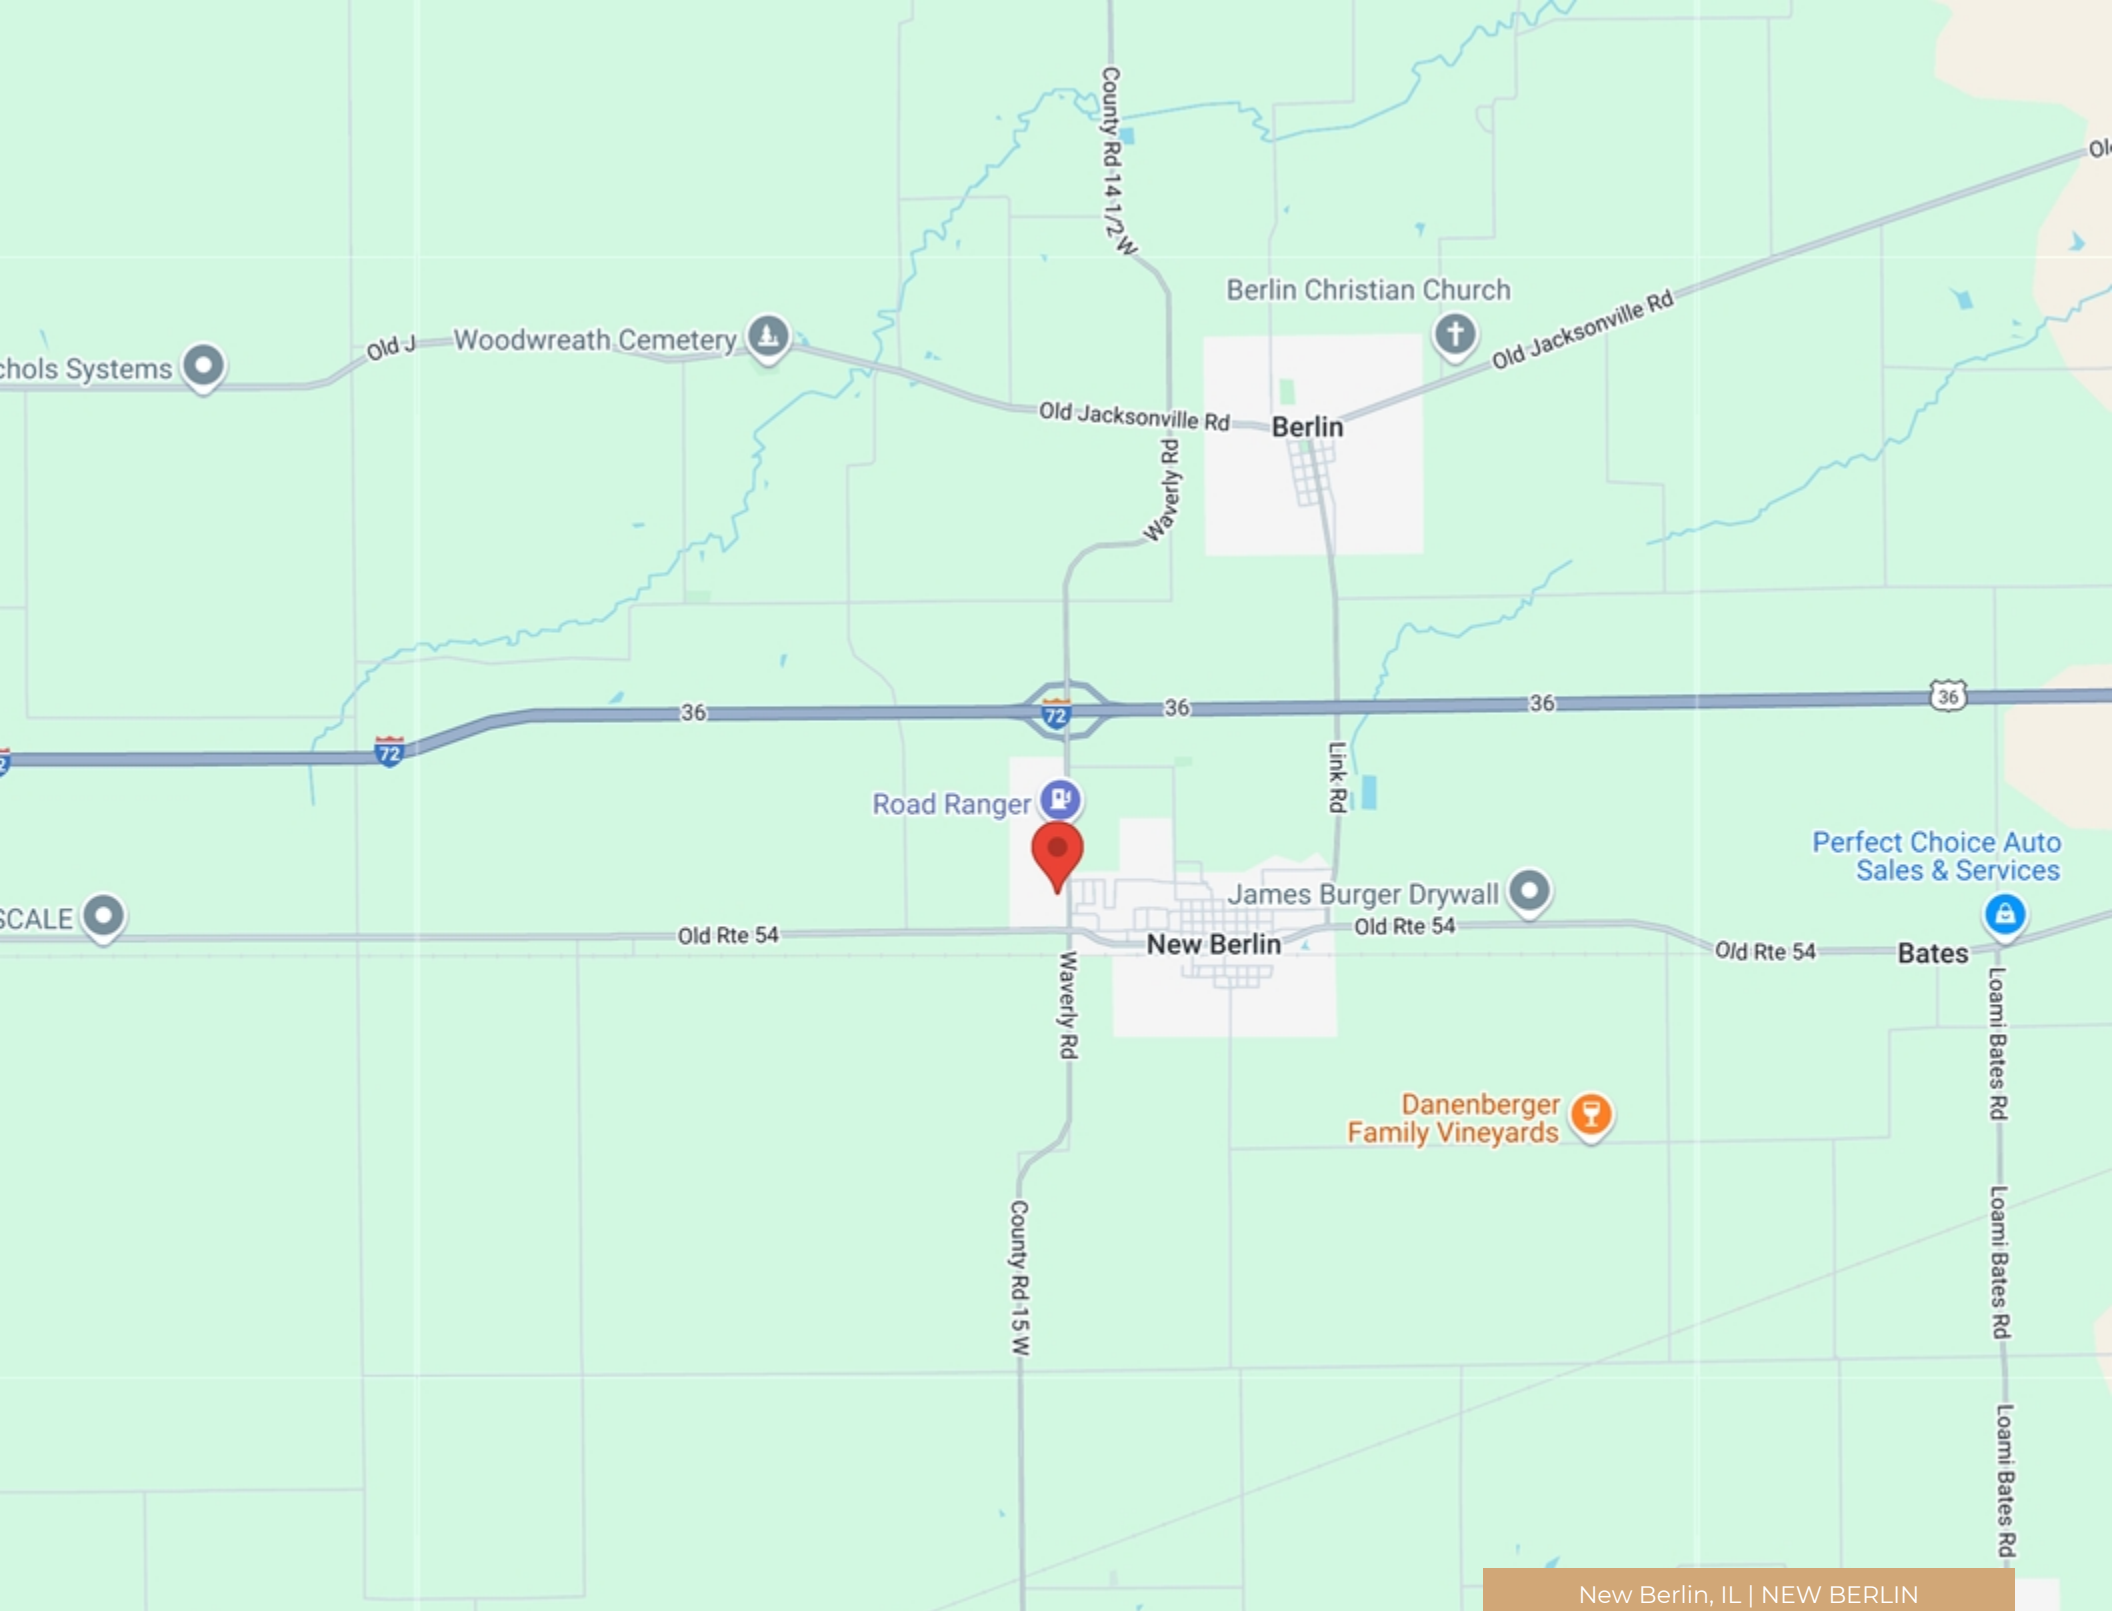 County Rd 14 1/2 W
Berlin Christian Church
Old Jacksonville Rd
Woodwreath Cemetery
Old J
chols Systems
Old Jacksonville Rd
Berlin
Waverly Rd
36
36
36
36
72
72
Link Rd
Road Ranger
Perfect Choice Auto
Sales & Services
James Burger Drywall
SCALE
Old Rte 54
Old Rte 54
New Berlin
Old Rte 54
Bates
Waverly Rd
Loami Bates Rd
Danenberger
Family Vineyards
County Rd 15 W
Loami Bates Rd
Loami Bates Rd
New Berlin, IL | NEW BERLIN